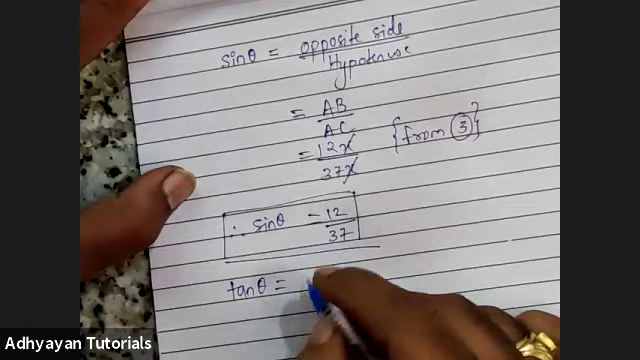 sinθ = opposite side / Hypotenuse
= AB / AC
= 12x / 37x {from ③}
∴ sinθ = 12 / 37
tanθ =
Adhyayan Tutorials